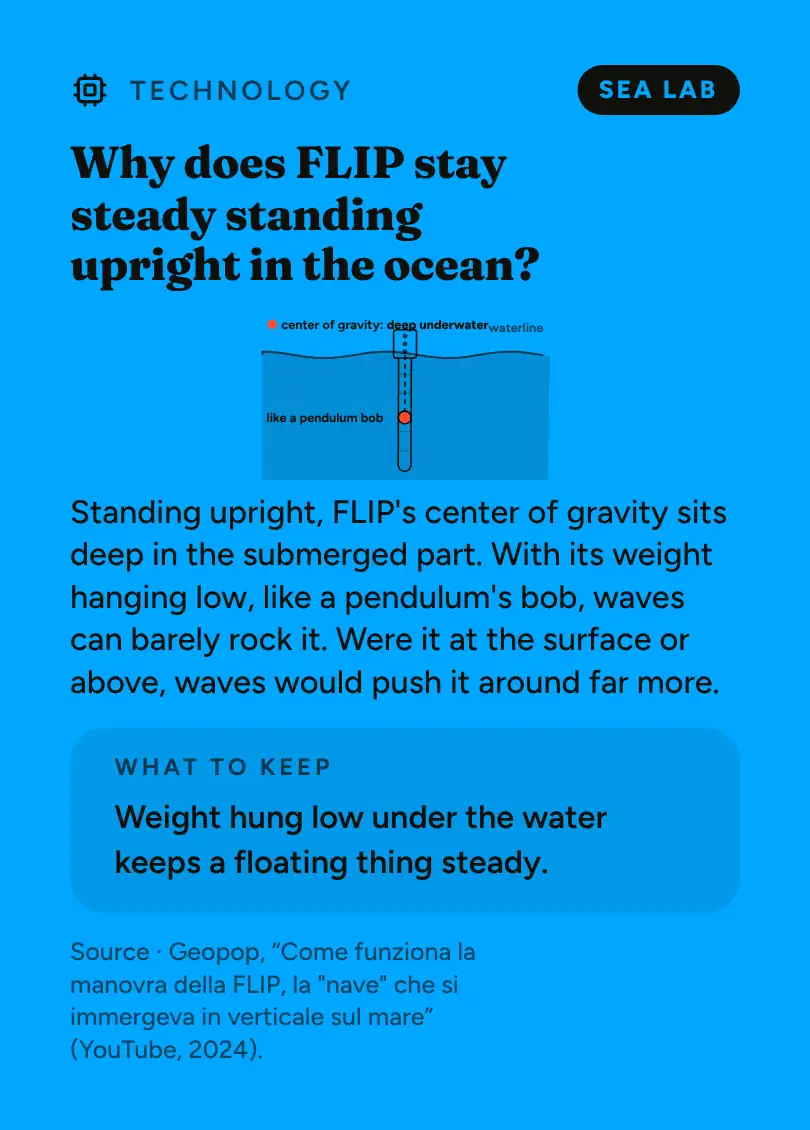 TECHNOLOGY
SEA LAB
Why does FLIP stay
steady standing
upright in the ocean?
center of gravity: deep underwater
waterline
like a pendulum bob
Standing upright, FLIP's center of gravity sits
deep in the submerged part. With its weight
hanging low, like a pendulum's bob, waves
can barely rock it. Were it at the surface or
above, waves would push it around far more.
WHAT TO KEEP
Weight hung low under the water
keeps a floating thing steady.
Source · Geopop, “Come funziona la
manovra della FLIP, la "nave" che si
immergeva in verticale sul mare”
(YouTube, 2024).